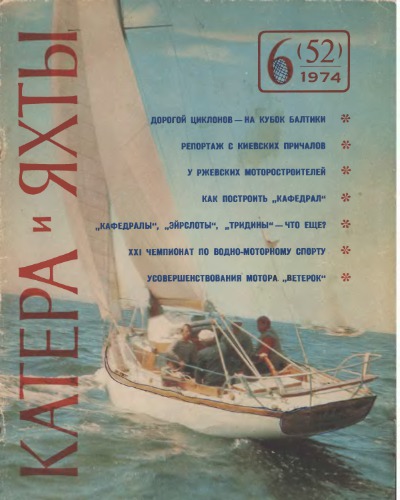 КАТЕРА и ЯХТЫ
6 (52)
1974
ДОРОГОЙ ЦИКЛОНОВ — НА КУБОК БАЛТИКИ *
РЕПОРТАЖ С КИЕВСКИХ ПРИЧАЛОВ *
У РЖЕВСКИХ МОТОРОСТРОИТЕЛЕЙ *
КАК ПОСТРОИТЬ „КАФЕДРАЛ“ *
„КАФЕДРАЛЫ“, „ЭЙРСЛОТЫ“, „ТРИДИНЫ“ — ЧТО ЕЩЕ? *
XXI ЧЕМПИОНАТ ПО ВОДНО-МОТОРНОМУ СПОРТУ *
УСОВЕРШЕНСТВОВАНИЯ МОТОРА „ВЕТЕРОК“ *